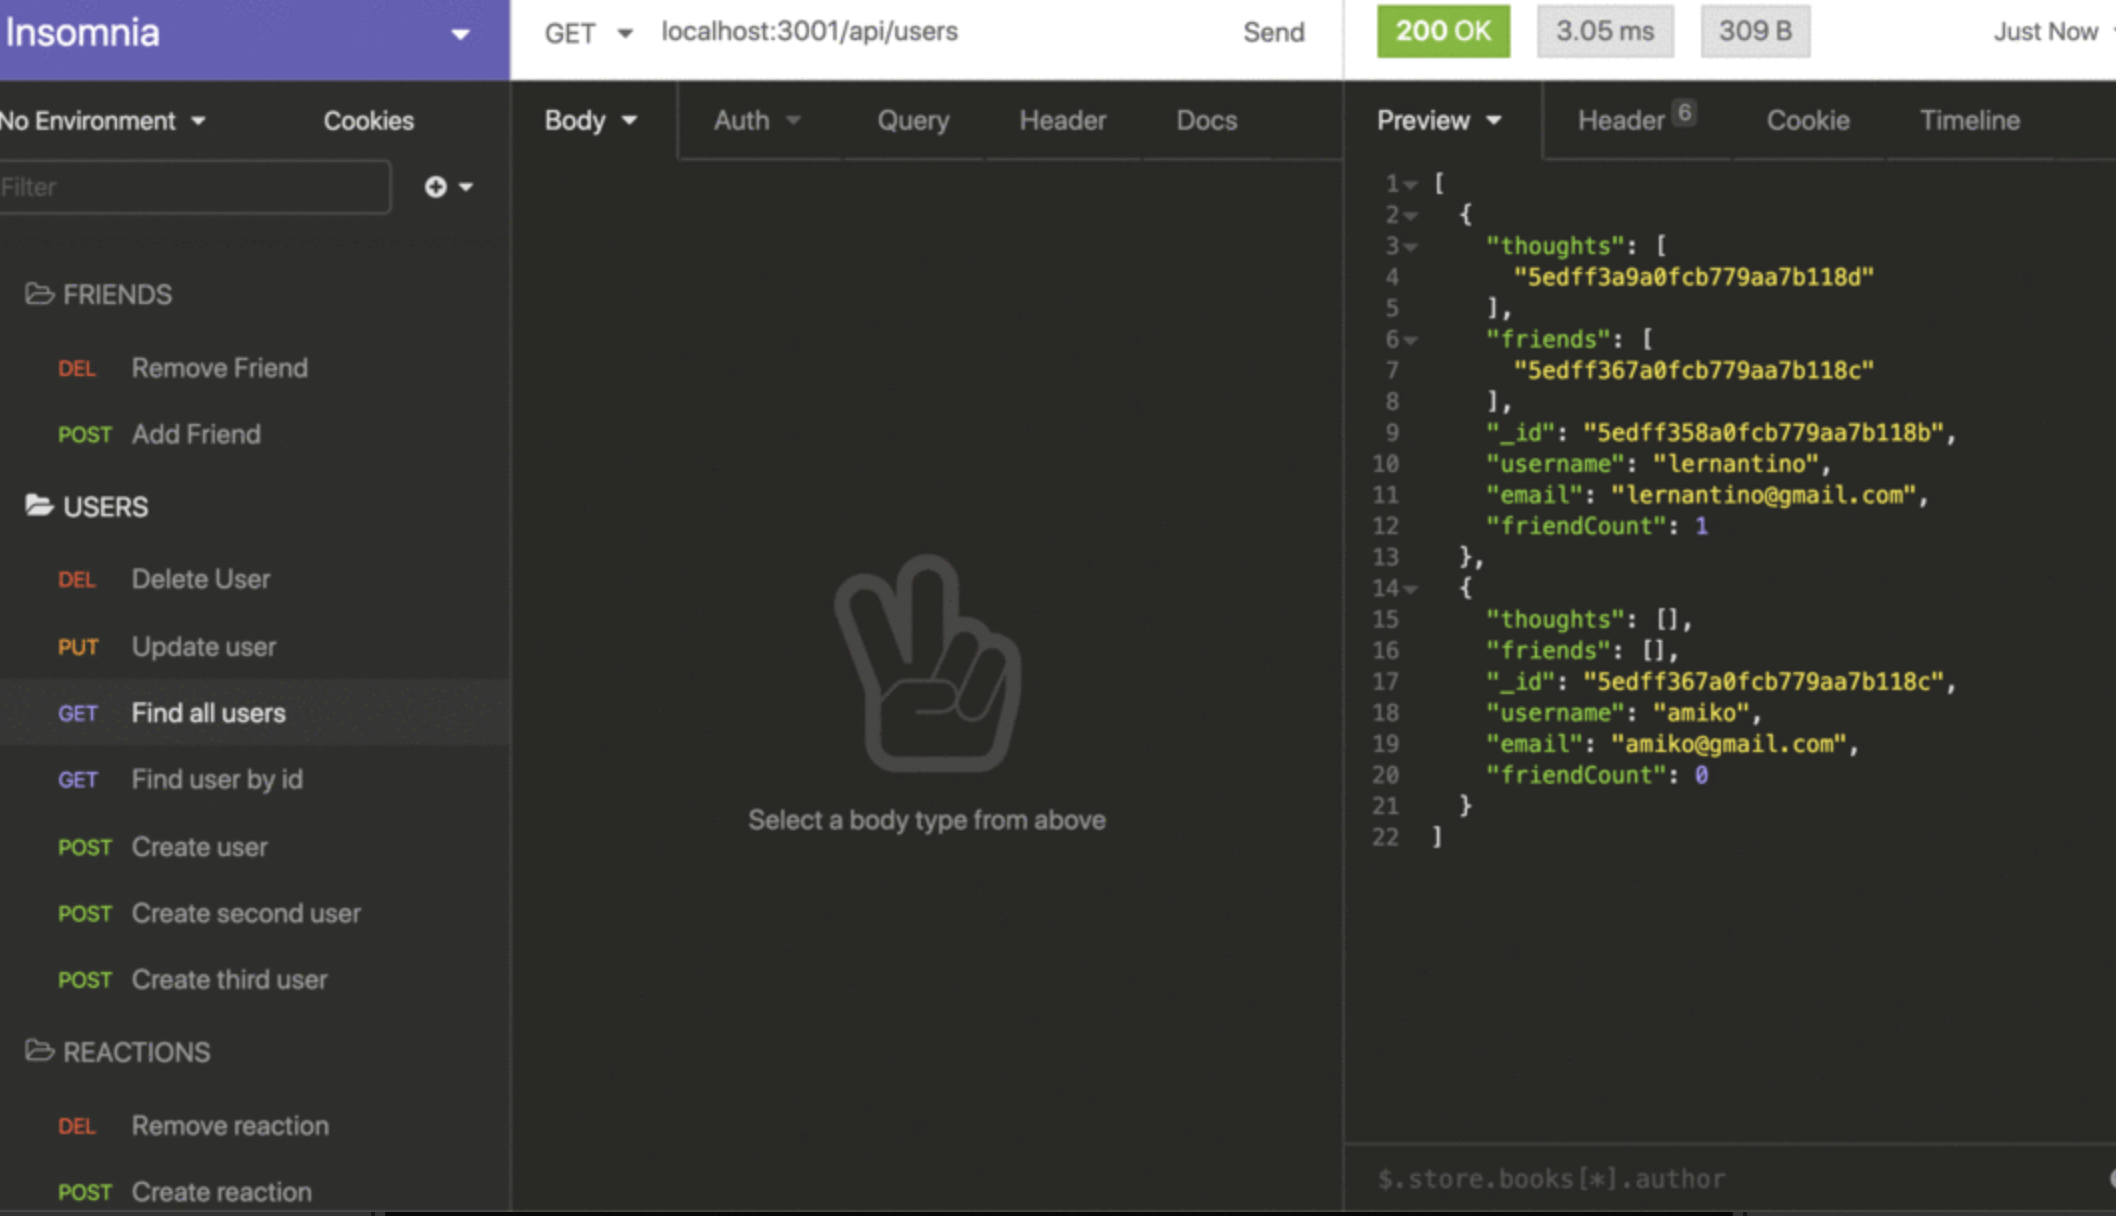 Insomnia
GET localhost:3001/api/users Send
200 OK 3.05 ms 309 B Just Now
No Environment Cookies
Body Auth Query Header Docs
Preview Header 6 Cookie Timeline
Filter
FRIENDS
DEL Remove Friend
POST Add Friend
USERS
DEL Delete User
PUT Update user
GET Find all users
GET Find user by id
POST Create user
POST Create second user
POST Create third user
REACTIONS
DEL Remove reaction
POST Create reaction
Select a body type from above
1 [
2 {
3 "thoughts": [
4 "5edff3a9a0fcb779aa7b118d"
5 ],
6 "friends": [
7 "5edff367a0fcb779aa7b118c"
8 ],
9 "_id": "5edff358a0fcb779aa7b118b",
10 "username": "lernantino",
11 "email": "lernantino@gmail.com",
12 "friendCount": 1
13 },
14 {
15 "thoughts": [],
16 "friends": [],
17 "_id": "5edff367a0fcb779aa7b118c",
18 "username": "amiko",
19 "email": "amiko@gmail.com",
20 "friendCount": 0
21 }
22 ]
$.store.books[*].author